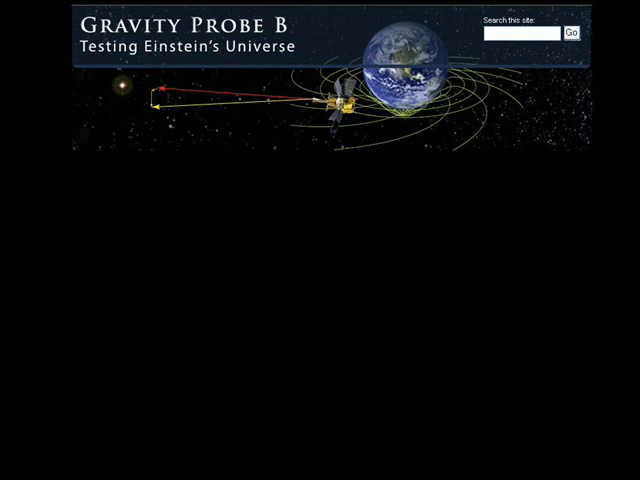 GRAVITY PROBE B
Testing Einstein's Universe
Search this site:
Go